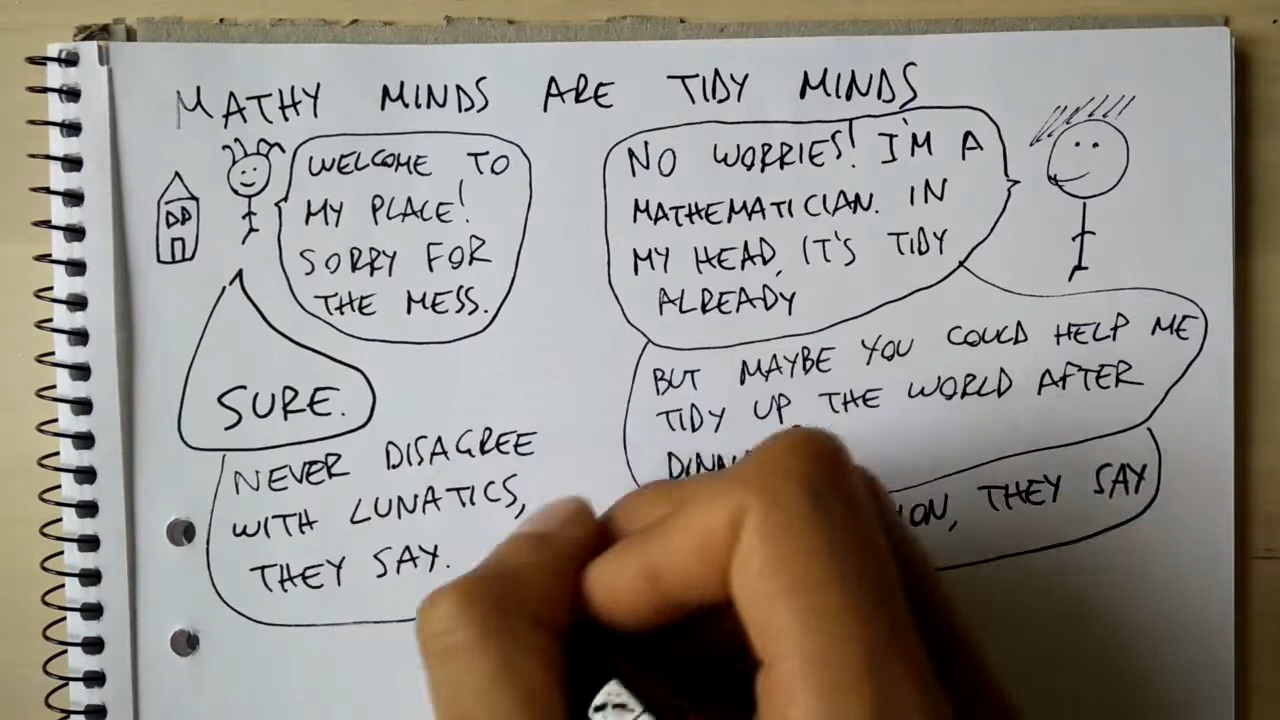 MATHY MINDS ARE TIDY MINDS
WELCOME TO
MY PLACE!
SORRY FOR
THE MESS.
NO WORRIES! I'M A
MATHEMATICIAN. IN
MY HEAD, IT'S TIDY
ALREADY
BUT MAYBE YOU COULD HELP ME
TIDY UP THE WORLD AFTER
THEY SAY
SURE.
NEVER DISAGREE
WITH LUNATICS,
THEY SAY.